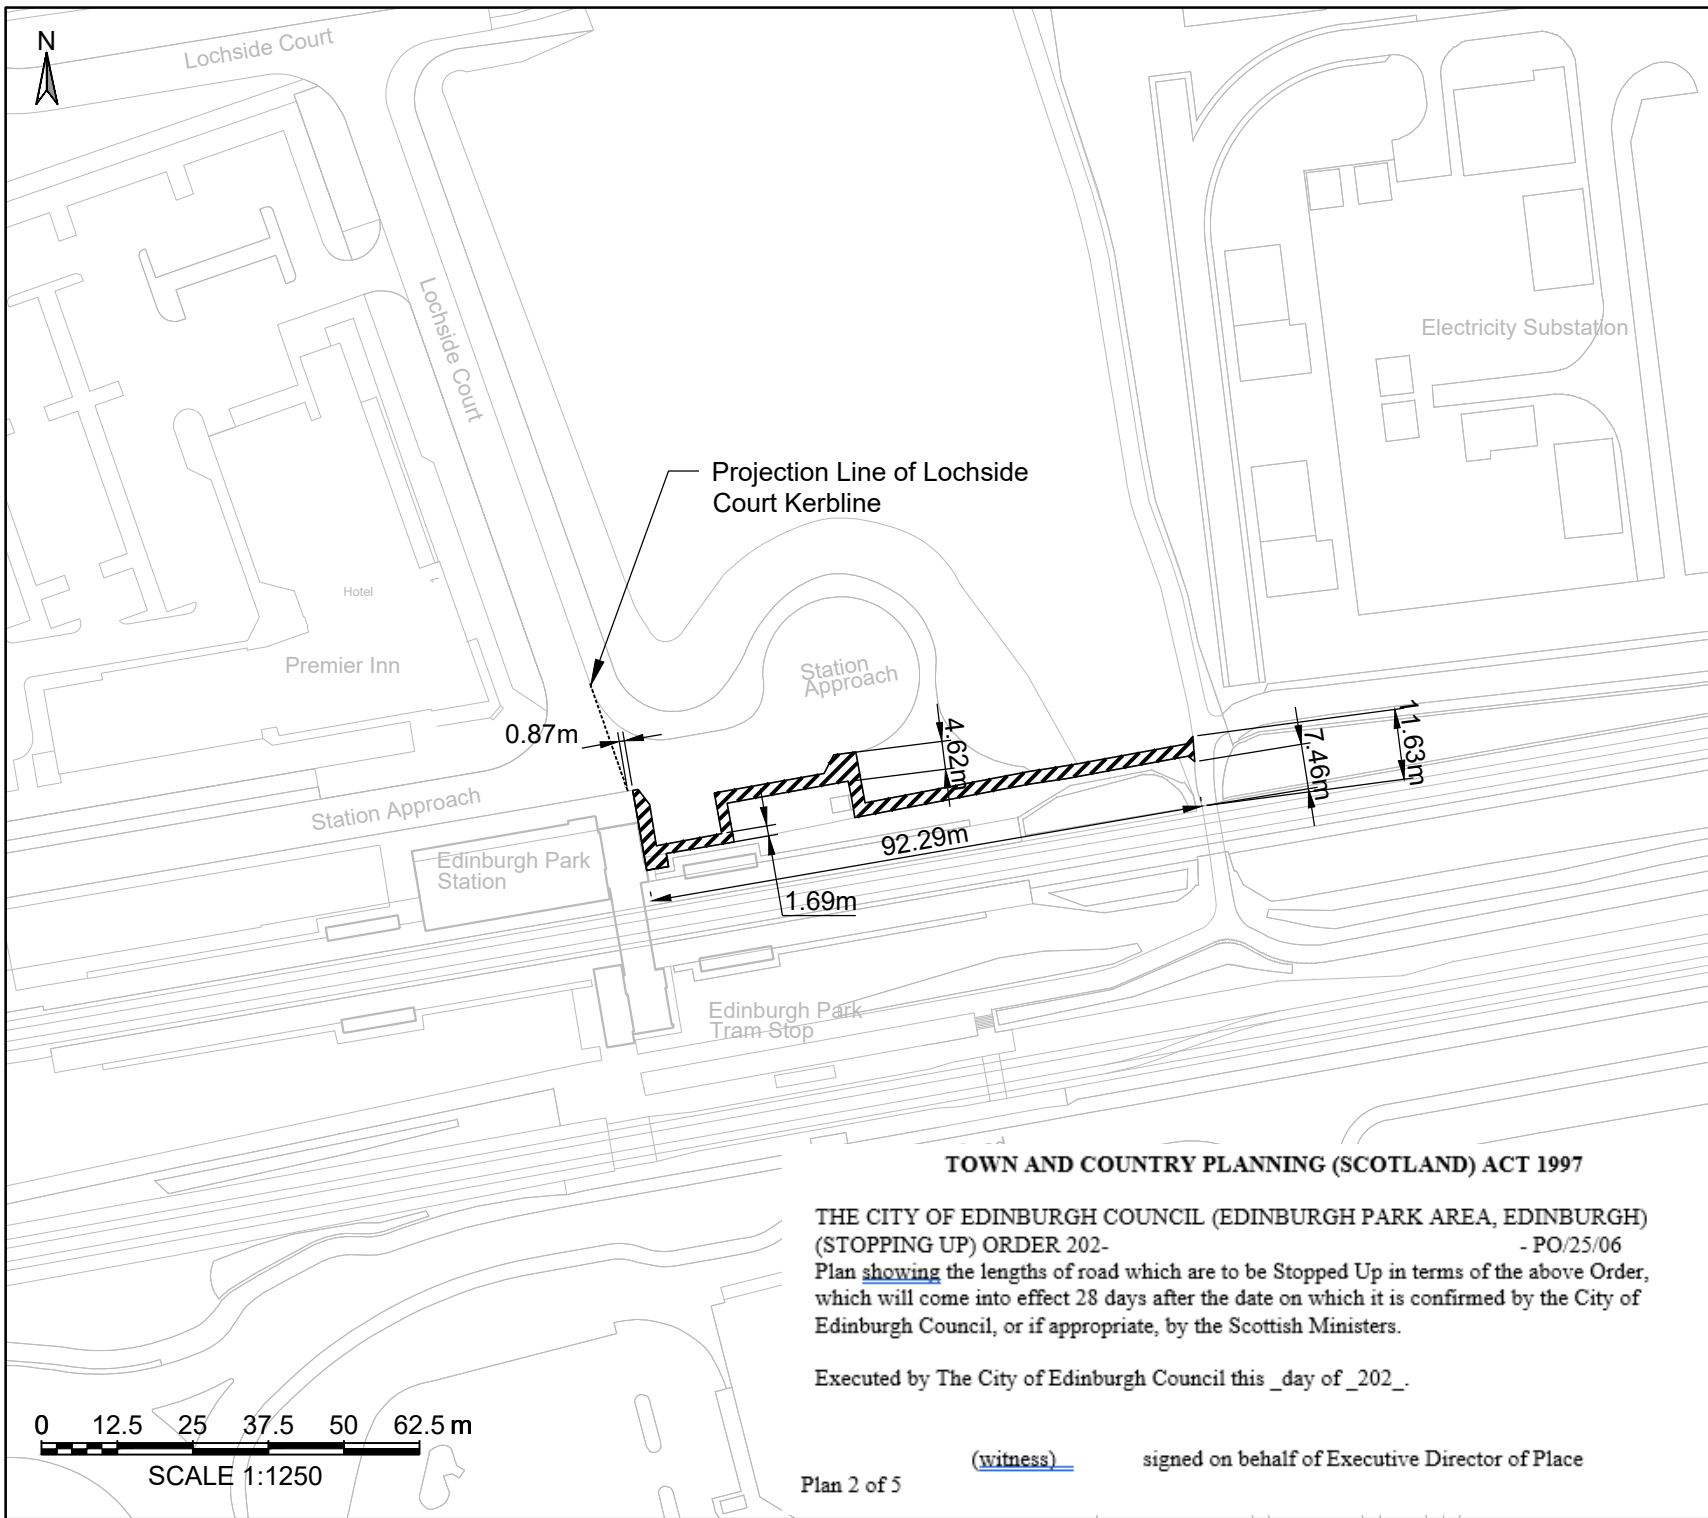 N
Lochside Court
Lochside Court
Electricity Substation
Projection Line of Lochside
Court Kerbline
Hotel
Premier Inn
Station
Approach
0.87m
4.62m
7.46m
11.63m
Station Approach
Edinburgh Park
Station
92.29m
1.69m
Edinburgh Park
Tram Stop
TOWN AND COUNTRY PLANNING (SCOTLAND) ACT 1997
THE CITY OF EDINBURGH COUNCIL (EDINBURGH PARK AREA, EDINBURGH)
(STOPPING UP) ORDER 202- - PO/25/06
Plan showing the lengths of road which are to be Stopped Up in terms of the above Order,
which will come into effect 28 days after the date on which it is confirmed by the City of
Edinburgh Council, or if appropriate, by the Scottish Ministers.
Executed by The City of Edinburgh Council this _day of _202_.
(witness) signed on behalf of Executive Director of Place
Plan 2 of 5
0 12.5 25 37.5 50 62.5 m
SCALE 1:1250